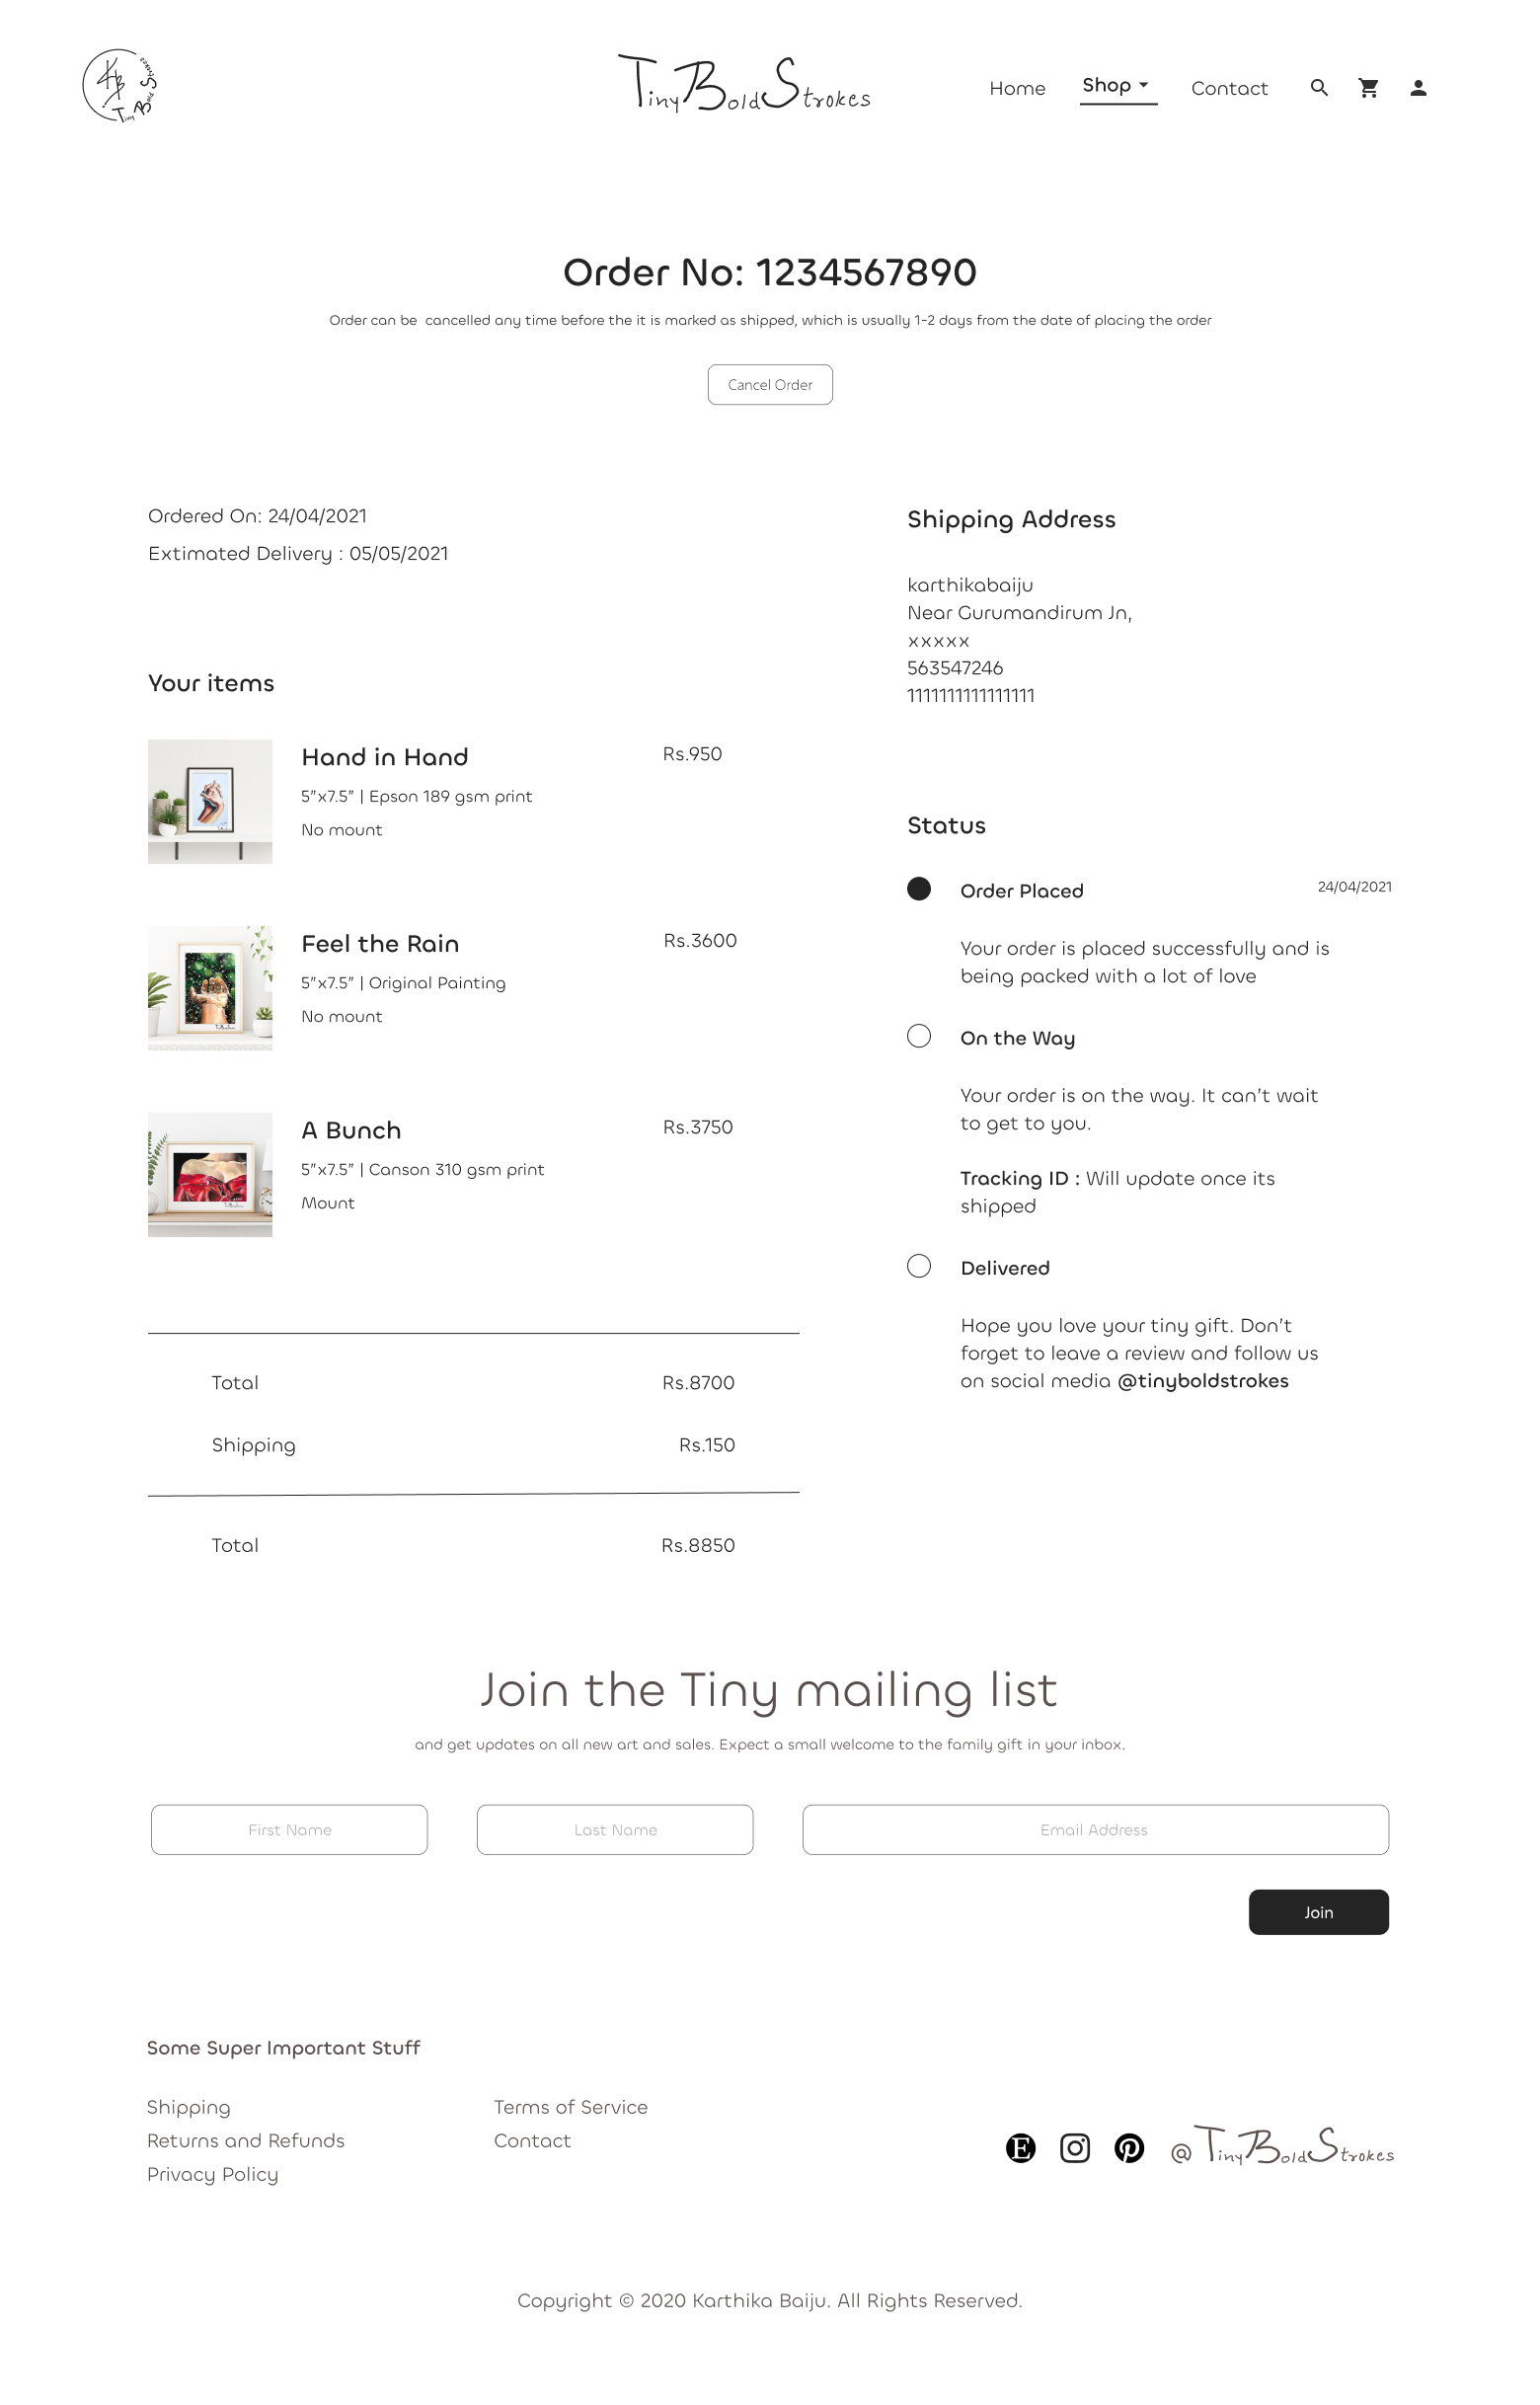 Tiny Bold Strokes
TinyBoldStrokes
Home
Shop
Contact
Order No: 1234567890
Order can be  cancelled any time before the it is marked as shipped, which is usually 1-2 days from the date of placing the order
Cancel Order
Ordered On: 24/04/2021
Extimated Delivery : 05/05/2021
Your items
Hand in Hand
Rs.950
5”x7.5” | Epson 189 gsm print
No mount
Feel the Rain
Rs.3600
5”x7.5” | Original Painting
No mount
A Bunch
Rs.3750
5”x7.5” | Canson 310 gsm print
Mount
Total
Rs.8700
Shipping
Rs.150
Total
Rs.8850
Shipping Address
karthikabaiju
Near Gurumandirum Jn,
xxxxx
563547246
1111111111111111
Status
Order Placed
24/04/2021
Your order is placed successfully and is
being packed with a lot of love
On the Way
Your order is on the way. It can’t wait
to get to you.
Tracking ID : Will update once its
shipped
Delivered
Hope you love your tiny gift. Don’t
forget to leave a review and follow us
on social media @tinyboldstrokes
Join the Tiny mailing list
and get updates on all new art and sales. Expect a small welcome to the family gift in your inbox.
First Name
Last Name
Email Address
Join
Some Super Important Stuff
Shipping
Returns and Refunds
Privacy Policy
Terms of Service
Contact
E
@TinyBoldStrokes
Copyright © 2020 Karthika Baiju. All Rights Reserved.